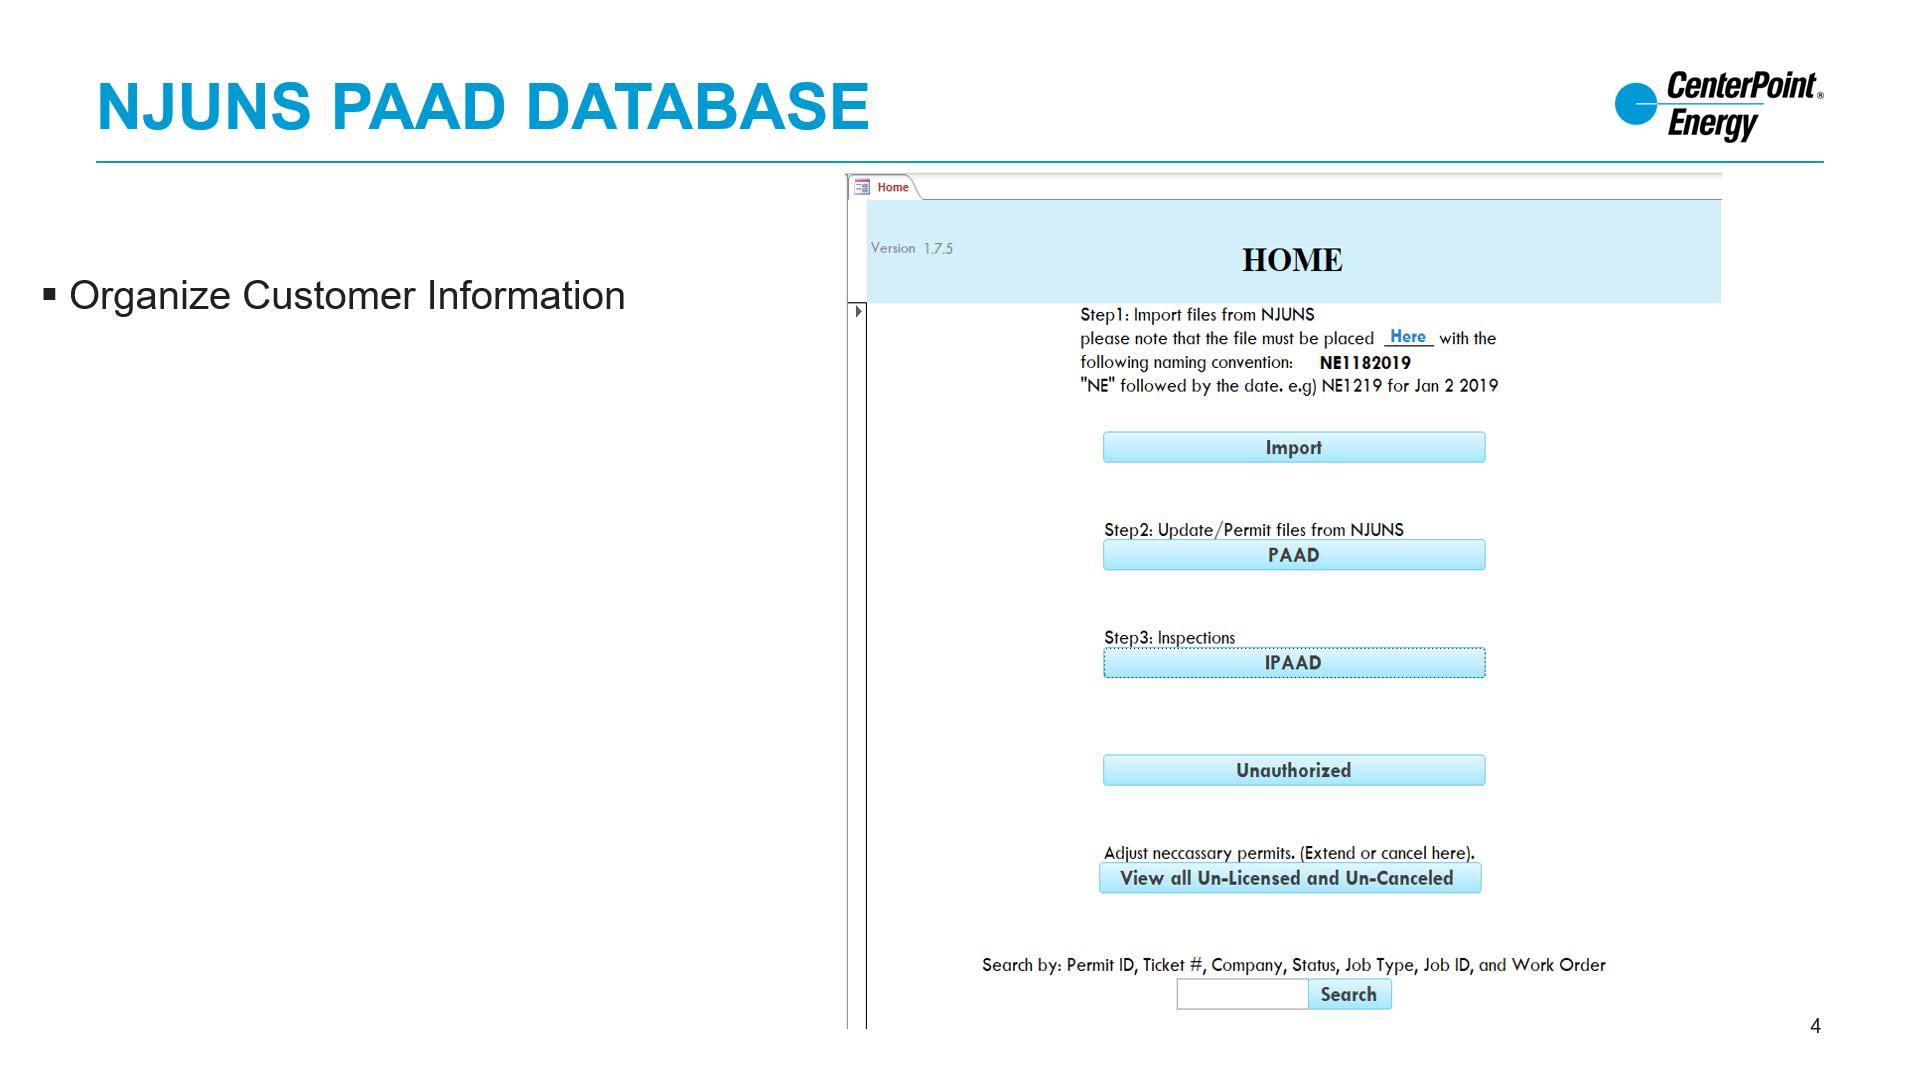 NJUNS PAAD DATABASE
CenterPoint®
Energy
▪ Organize Customer Information
Home
Version 1.7.5
HOME
Step1: Import files from NJUNS
please note that the file must be placed Here with the
following naming convention: NE1182019
"NE" followed by the date. e.g) NE1219 for Jan 2 2019
Import
Step2: Update/Permit files from NJUNS
PAAD
Step3: Inspections
IPAAD
Unauthorized
Adjust neccassary permits. (Extend or cancel here).
View all Un-Licensed and Un-Canceled
Search by: Permit ID, Ticket #, Company, Status, Job Type, Job ID, and Work Order
Search
4